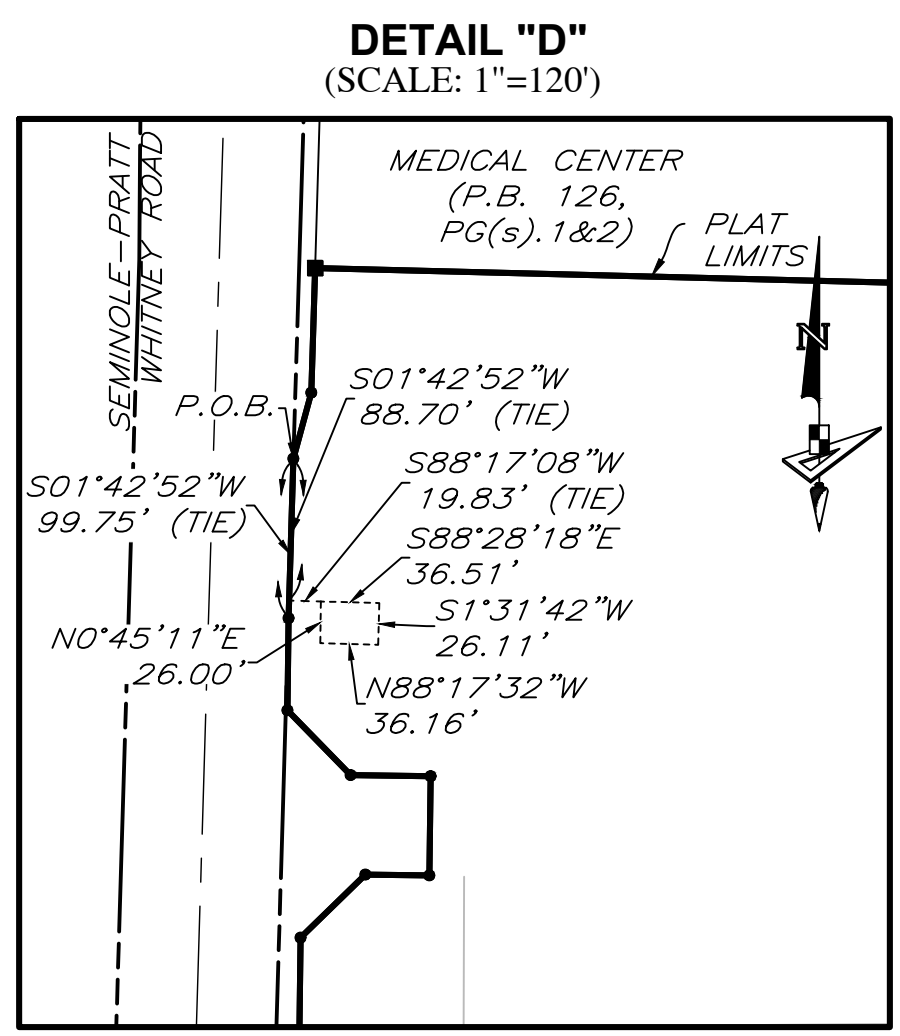 DETAIL "D"
(SCALE: 1"=120')
SEMINOLE-PRATT
WHITNEY ROAD
MEDICAL CENTER
(P.B. 126,
PG(s).1&2)
PLAT
LIMITS
N
S01°42'52"W
88.70' (TIE)
P.O.B.
S88°17'08"W
19.83' (TIE)
S01°42'52"W
99.75' (TIE)
S88°28'18"E
36.51'
S1°31'42"W
26.11'
N0°45'11"E
26.00'
N88°17'32"W
36.16'